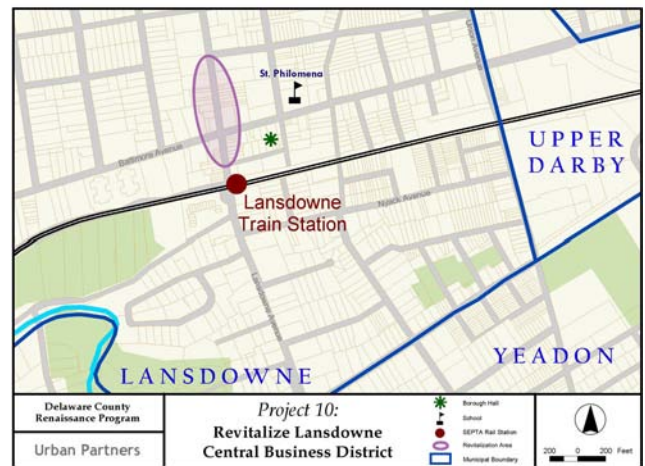 St. Philomena
Union Avenue
UPPER
DARBY
Baltimore Avenue
Nyack Avenue
Lansdowne
Train Station
Lansdowne Avenue
YEADON
LANSDOWNE
Delaware County
Renaissance Program
Urban Partners
Project 10:
Revitalize Lansdowne
Central Business District
Borough Hall
School
SEPTA Rail Station
Revitalization Area
Municipal Boundary
200 0 200 Feet